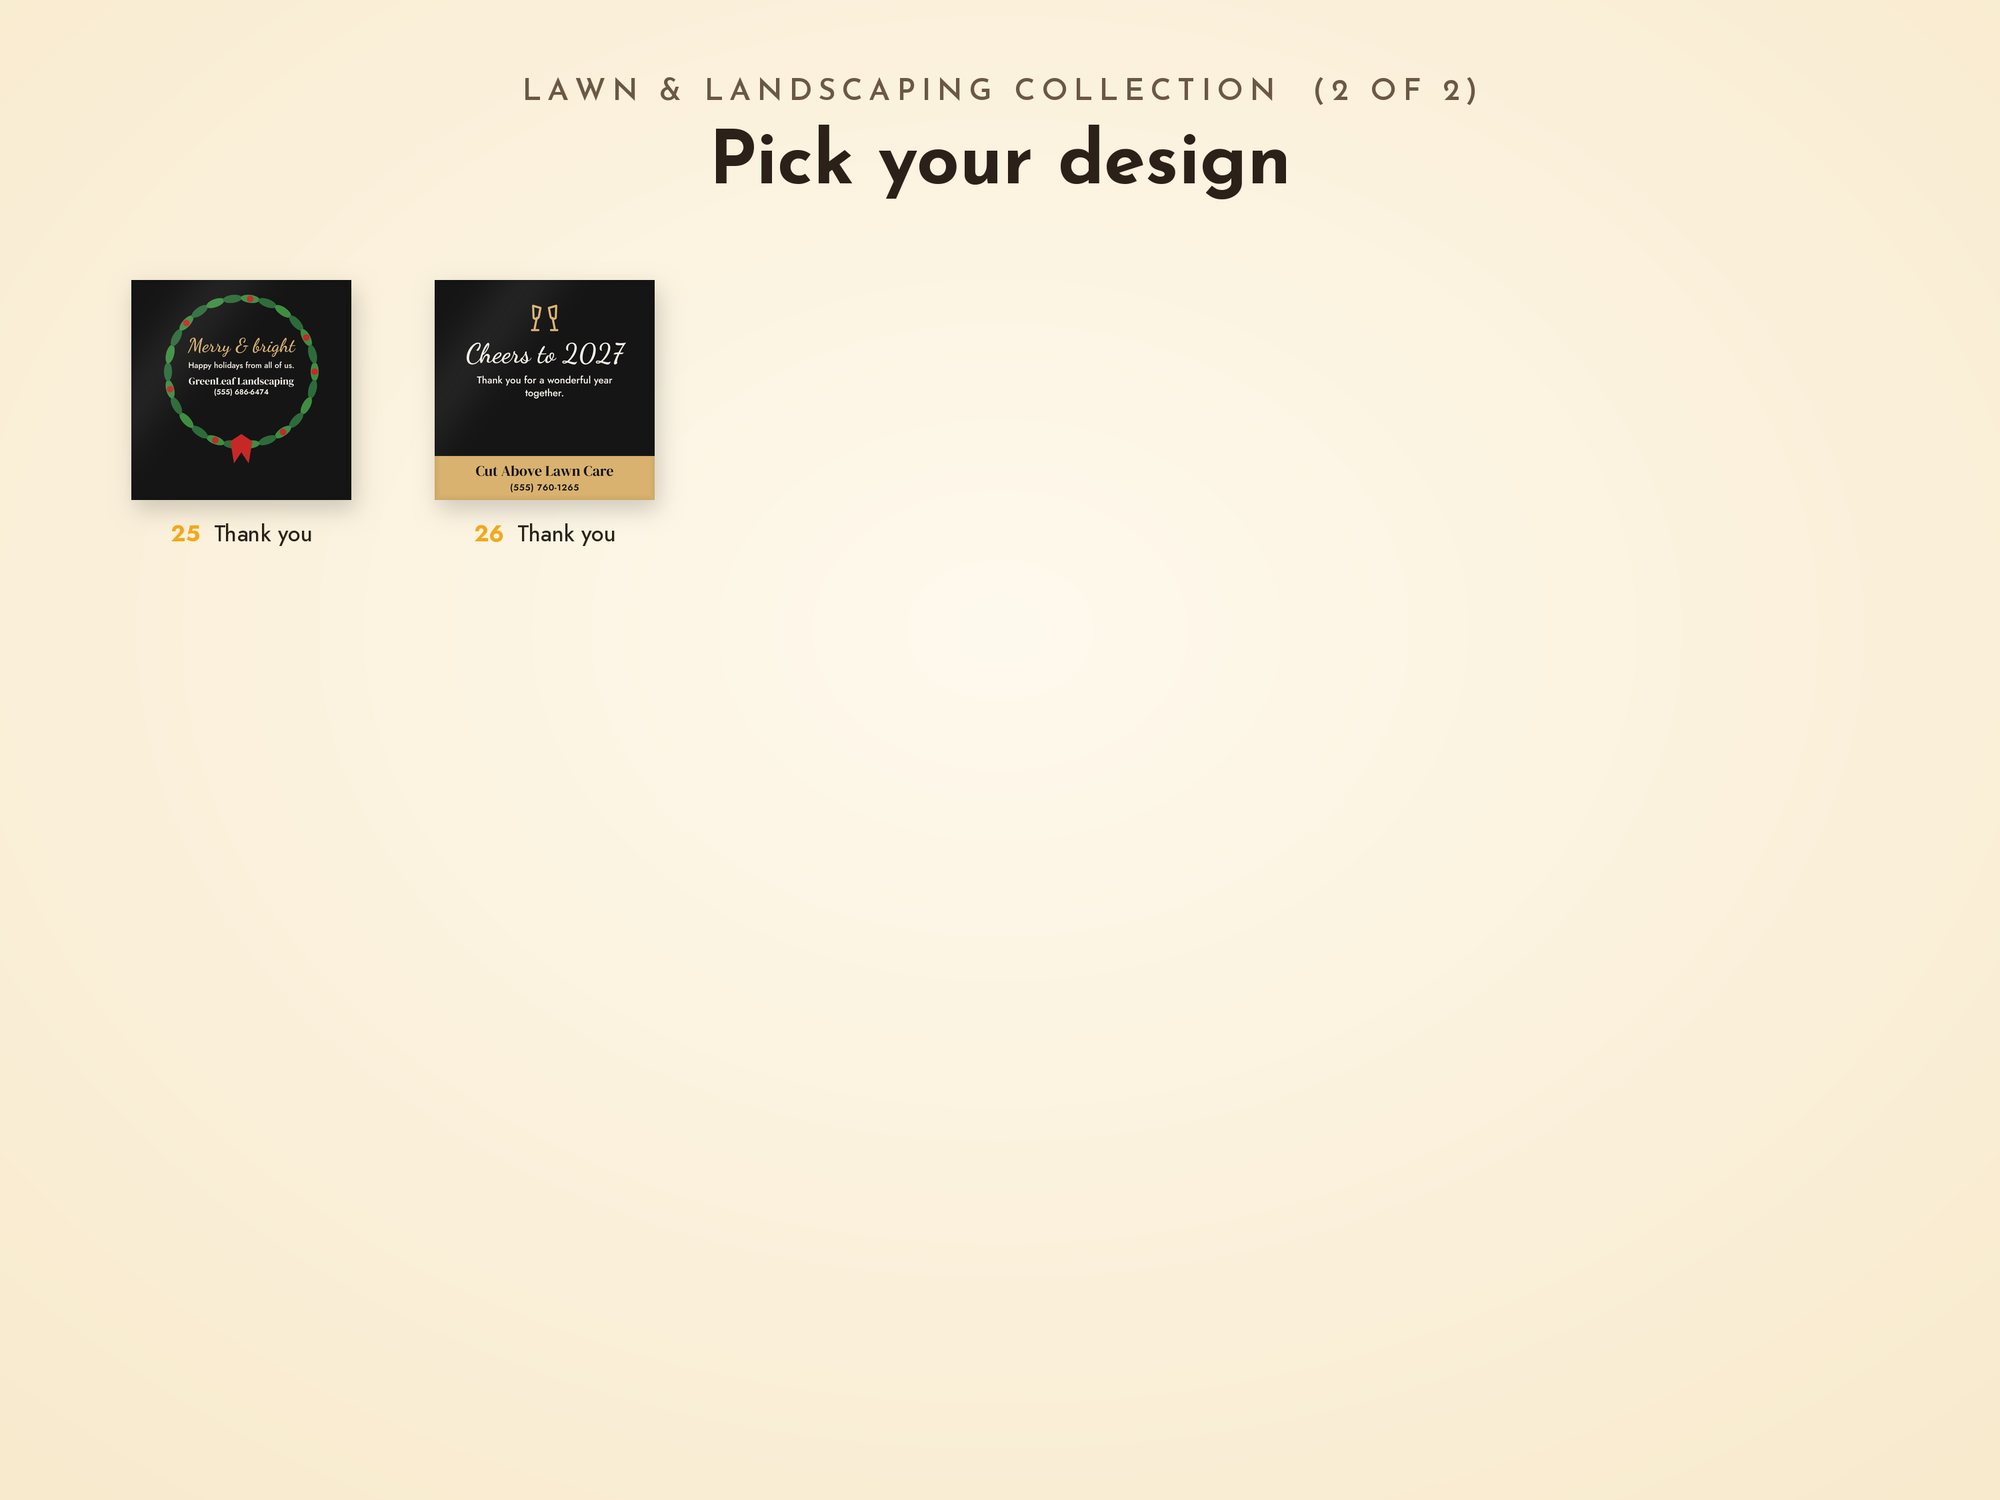 LAWN & LANDSCAPING COLLECTION (2 OF 2)
Pick your design
Merry & bright
Happy holidays from all of us.
GreenLeaf Landscaping
(555) 686-6474
25 Thank you
Cheers to 2027
Thank you for a wonderful year
together.
Cut Above Lawn Care
(555) 760-1265
26 Thank you